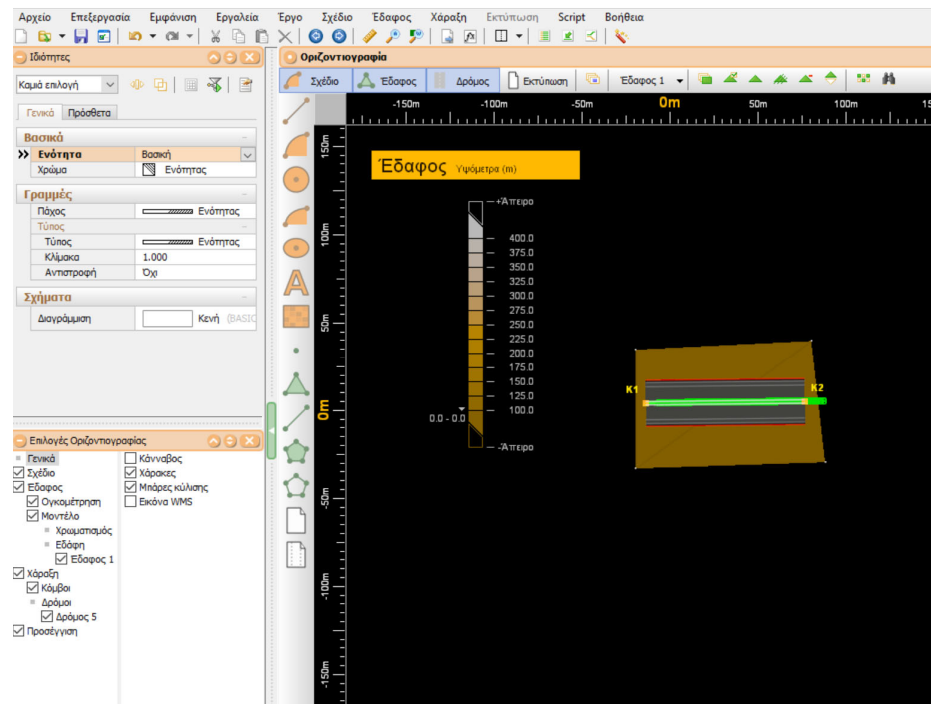 Αρχείο Επεξεργασία Εμφάνιση Εργαλεία Έργο Σχέδιο Έδαφος Χάραξη Εκτύπωση Script Βοήθεια
Ιδιότητες
Καμιά επιλογή
Γενικά Πρόσθετα
Βασικά
Ενότητα Βασική
Χρώμα Ενότητας
Γραμμές
Πάχος Ενότητας
Τύπος
Τύπος Ενότητας
Κλίμακα 1.000
Αντιστροφή Όχι
Σχήματα
Διαγράμμιση Κενή (BASIC
Επιλογές Οριζοντιογραφίας
Γενικά
Σχέδιο
Έδαφος
Ογκομέτρηση
Μοντέλο
Χρωματισμός
Εδάφη
Έδαφος 1
Χάραξη
Κόμβοι
Δρόμοι
Δρόμος 5
Προσέγγιση
Κάνναβος
Χάρακες
Μπάρες κύλισης
Εικόνα WMS
Οριζοντιογραφία
Σχέδιο Έδαφος Δρόμος Εκτύπωση Έδαφος 1
-150m -100m -50m 0m 50m 100m 15
150m
100m
50m
0m
-50m
-100m
-150m
Έδαφος Υψόμετρα (m)
+Άπειρο
400.0
375.0
350.0
325.0
300.0
275.0
250.0
225.0
200.0
175.0
150.0
125.0
100.0
0.0 - 0.0
-Άπειρο
K1 K2